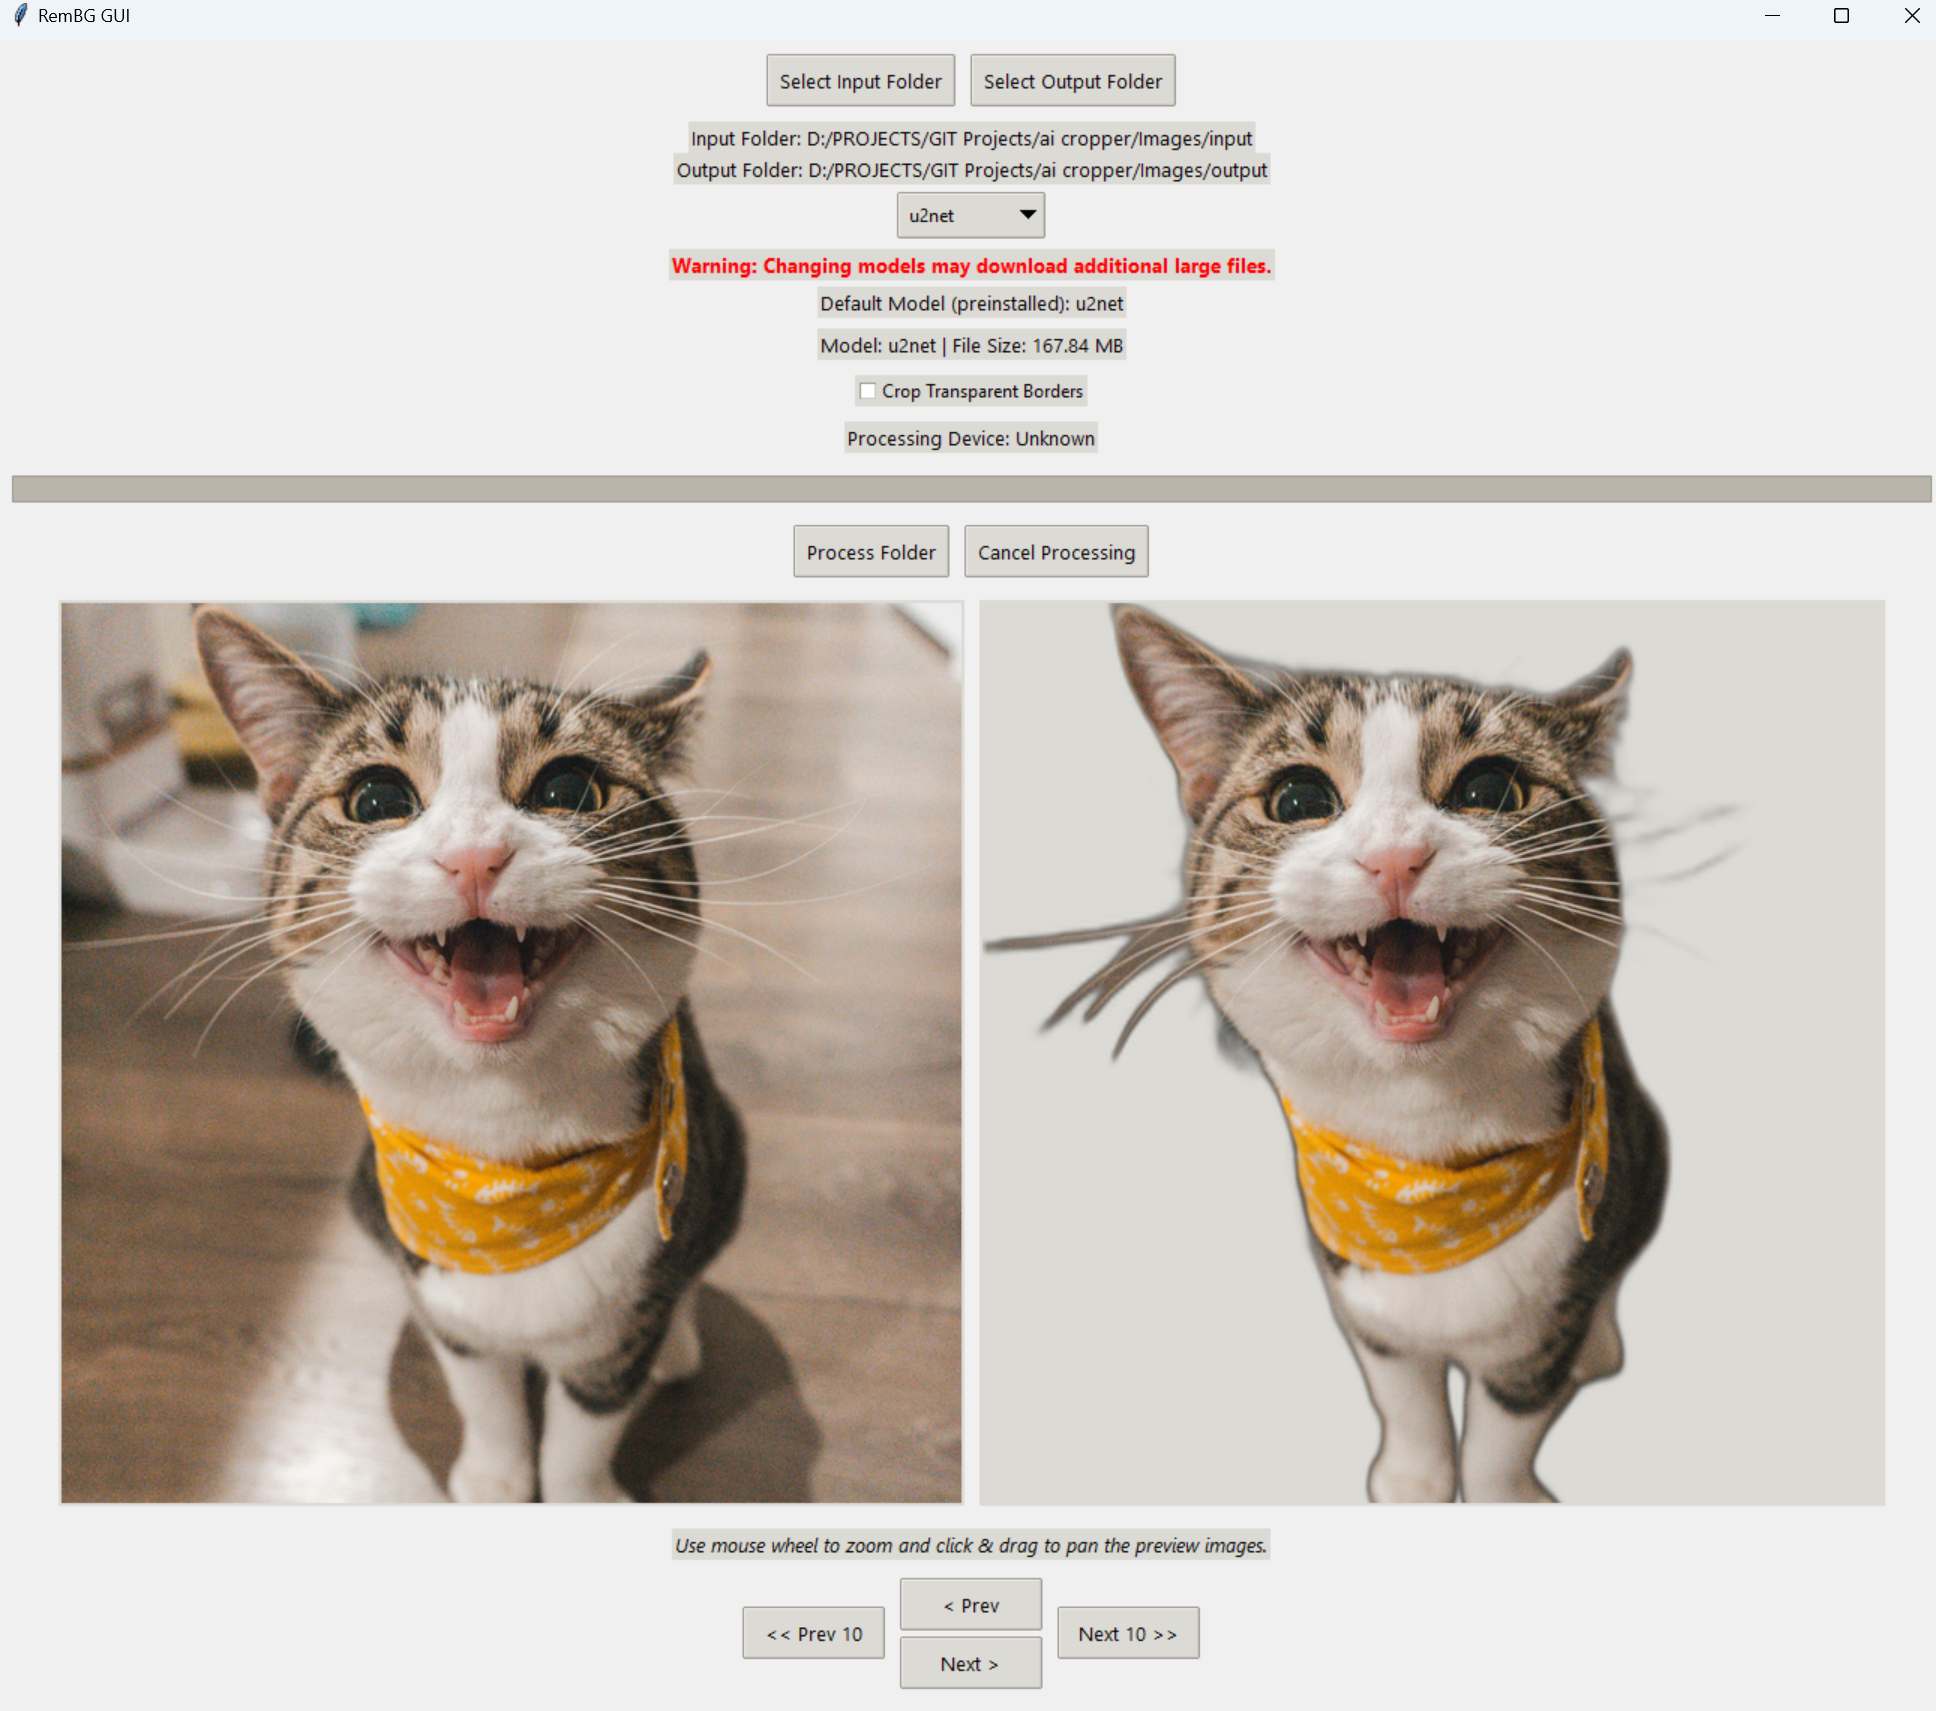 RemBG GUI
Select Input Folder
Select Output Folder
Input Folder: D:/PROJECTS/GIT Projects/ai cropper/Images/input
Output Folder: D:/PROJECTS/GIT Projects/ai cropper/Images/output
u2net
Warning: Changing models may download additional large files.
Default Model (preinstalled): u2net
Model: u2net | File Size: 167.84 MB
Crop Transparent Borders
Processing Device: Unknown
Process Folder
Cancel Processing
Use mouse wheel to zoom and click & drag to pan the preview images.
<< Prev 10
< Prev
Next >
Next 10 >>